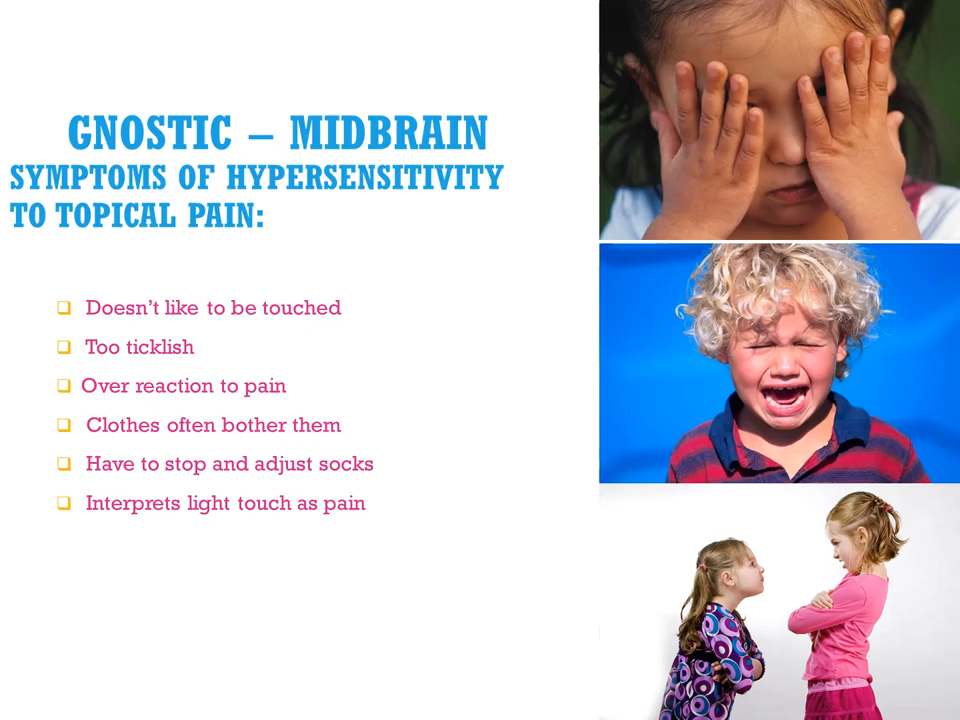 GNOSTIC – MIDBRAIN
SYMPTOMS OF HYPERSENSITIVITY
TO TOPICAL PAIN:
❑ Doesn’t like to be touched
❑ Too ticklish
❑ Over reaction to pain
❑ Clothes often bother them
❑ Have to stop and adjust socks
❑ Interprets light touch as pain